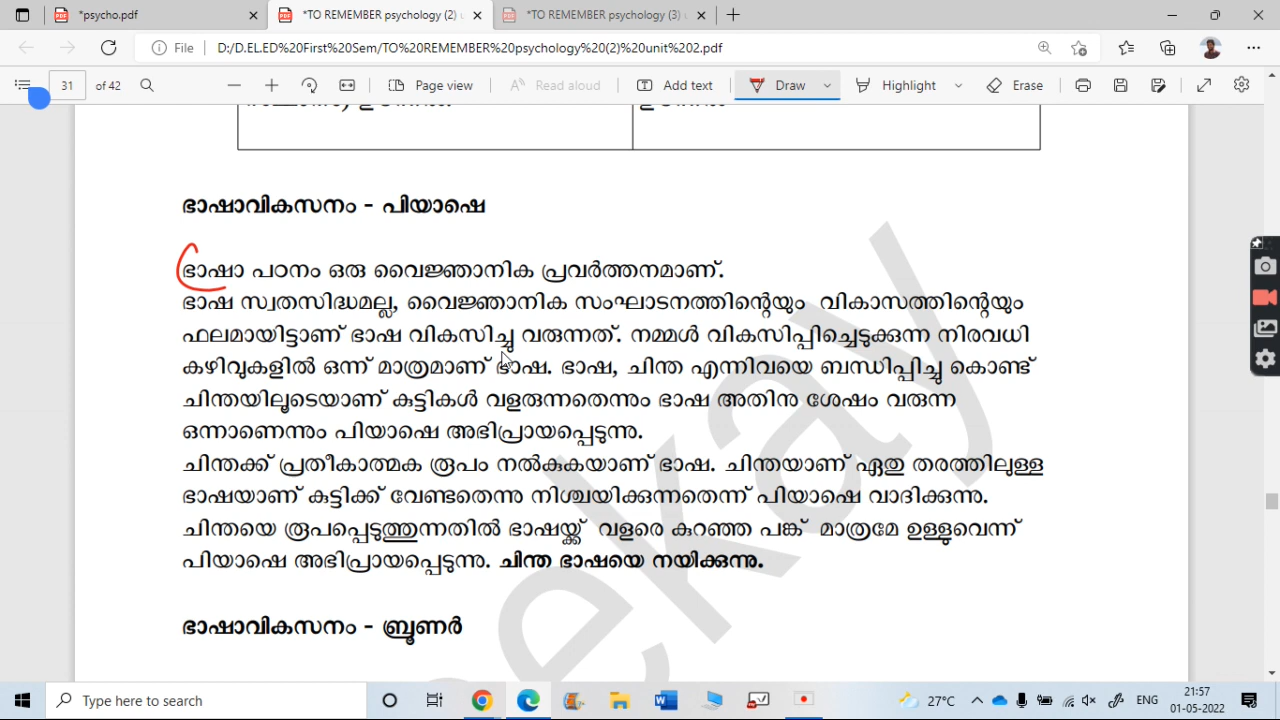 *psycho.pdf
*TO REMEMBER psychology (2) u
*TO REMEMBER psychology (3) u
File
D:/D.EL.ED%20First%20Sem/TO%20REMEMBER%20psychology%20(2)%20unit%202.pdf
31 of 42
Page view
Read aloud
Add text
Draw
Highlight
Erase
ഭാഷാവികസനം - പിയാഷെ
ഭാഷാ പഠനം ഒരു വൈജ്ഞാനിക പ്രവർത്തനമാണ്.
ഭാഷ സ്വതസിദ്ധമല്ല, വൈജ്ഞാനിക സംഘാടനത്തിന്റെയും വികാസത്തിന്റെയും
ഫലമായിട്ടാണ് ഭാഷ വികസിച്ചു വരുന്നത്. നമ്മൾ വികസിപ്പിച്ചെടുക്കുന്ന നിരവധി
കഴിവുകളിൽ ഒന്ന് മാത്രമാണ് ഭാഷ. ഭാഷ, ചിന്ത എന്നിവയെ ബന്ധിപ്പിച്ചു കൊണ്ട്
ചിന്തയിലൂടെയാണ് കുട്ടികൾ വളരുന്നതെന്നും ഭാഷ അതിനു ശേഷം വരുന്ന
ഒന്നാണെന്നും പിയാഷെ അഭിപ്രായപ്പെടുന്നു.
ചിന്തക്ക് പ്രതീകാത്മക രൂപം നൽകുകയാണ് ഭാഷ. ചിന്തയാണ് ഏതു തരത്തിലുള്ള
ഭാഷയാണ് കുട്ടിക്ക് വേണ്ടതെന്നു നിശ്ചയിക്കുന്നതെന്ന് പിയാഷെ വാദിക്കുന്നു.
ചിന്തയെ രൂപപ്പെടുത്തുന്നതിൽ ഭാഷയ്ക്ക് വളരെ കുറഞ്ഞ പങ്ക് മാത്രമേ ഉള്ളുവെന്ന്
പിയാഷെ അഭിപ്രായപ്പെടുന്നു. ചിന്ത ഭാഷയെ നയിക്കുന്നു.
ഭാഷാവികസനം - ബ്രൂണർ
ekay
Type here to search
27°C
ENG
21:57
01-05-2022